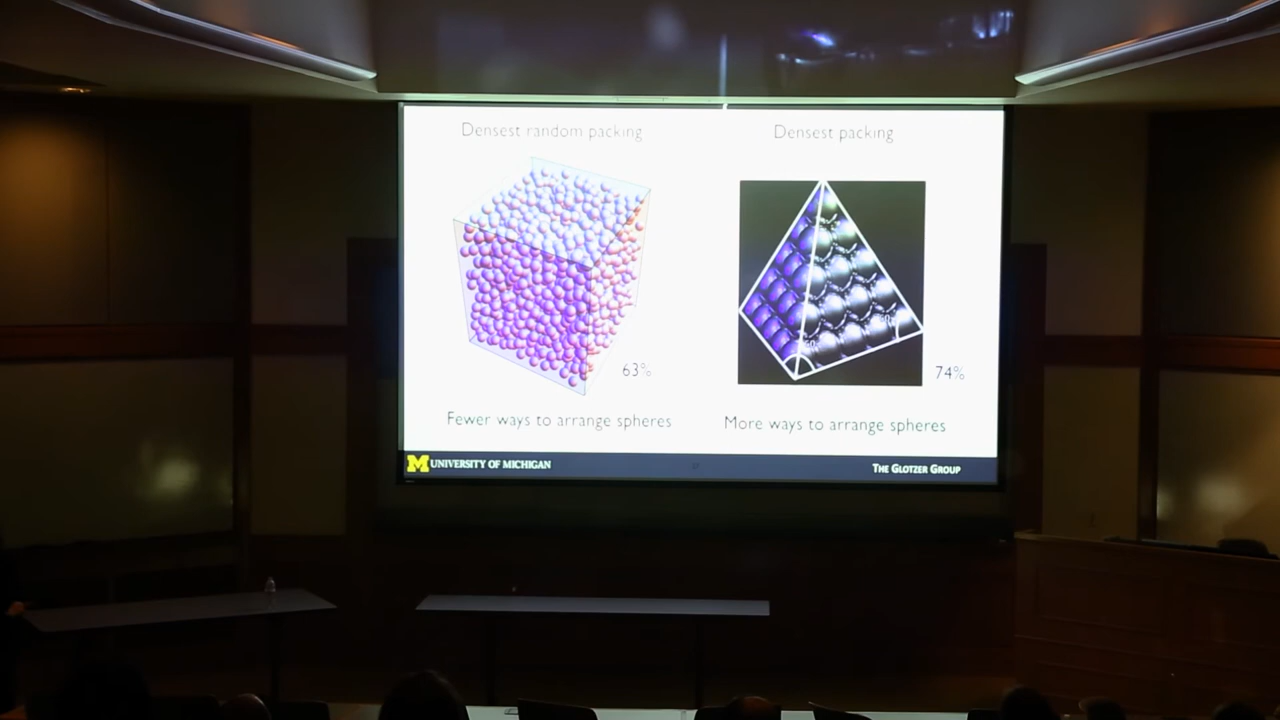 Densest random packing
Densest packing
63%
74%
Fewer ways to arrange spheres
More ways to arrange spheres
M UNIVERSITY OF MICHIGAN
THE GLOTZER GROUP